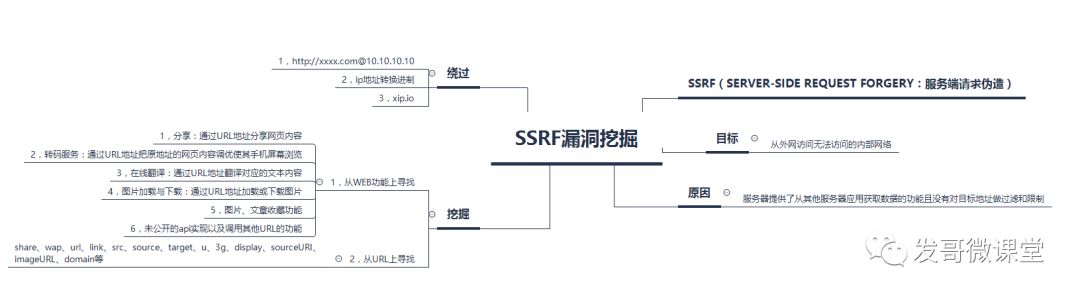 SSRF漏洞挖掘
SSRF（SERVER-SIDE REQUEST FORGERY：服务端请求伪造）
目标
从外网访问无法访问的内部网络
原因
服务器提供了从其他服务器应用获取数据的功能且没有对目标地址做过滤和限制
绕过
1，http://xxxx.com@10.10.10.10
2，ip地址转换进制
3，xip.io
挖掘
1，从WEB功能上寻找
1，分享：通过URL地址分享网页内容
2，转码服务：通过URL地址把原地址的网页内容调优使其手机屏幕浏览
3，在线翻译：通过URL地址翻译对应的文本内容
4，图片加载与下载：通过URL地址加载或下载图片
5，图片、文章收藏功能
6，未公开的api实现以及调用其他URL的功能
2，从URL上寻找
share、wap、url、link、src、source、target、u、3g、display、sourceURl、
imageURL、domain等
发哥微课堂